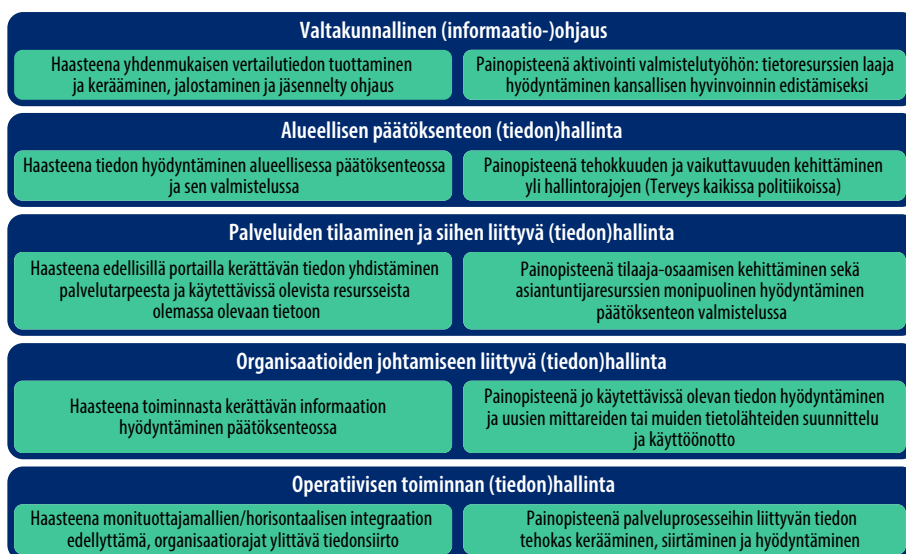 Valtakunnallinen (informaatio-)ohjaus
Haasteena yhdenmukaisen vertailutiedon tuottaminen
ja kerääminen, jalostaminen ja jäsennelty ohjaus
Painopisteenä aktivointi valmistelutyöhön: tietoresurssien laaja
hyödyntäminen kansallisen hyvinvoinnin edistämiseksi
Alueellisen päätöksenteon (tiedon)hallinta
Haasteena tiedon hyödyntäminen alueellisessa päätöksenteossa
ja sen valmistelussa
Painopisteenä tehokkuuden ja vaikuttavuuden kehittäminen
yli hallintorajojen (Terveys kaikissa politiikoissa)
Palveluiden tilaaminen ja siihen liittyvä (tiedon)hallinta
Haasteena edellisillä portailla kerättävän tiedon yhdistäminen
palvelutarpeesta ja käytettävissä olevista resursseista
olemassa olevaan tietoon
Painopisteenä tilaaja-osaamisen kehittäminen sekä
asiantuntijaresurssien monipuolinen hyödyntäminen
päätöksenteon valmistelussa
Organisaatioiden johtamiseen liittyvä (tiedon)hallinta
Haasteena toiminnasta kerättävän informaation
hyödyntäminen päätöksenteossa
Painopisteenä jo käytettävissä olevan tiedon hyödyntäminen
ja uusien mittareiden tai muiden tietolähteiden suunnittelu
ja käyttöönotto
Operatiivisen toiminnan (tiedon)hallinta
Haasteena monituottajamallien/horisontaalisen integraation
edellyttämä, organisaatiorajat ylittävä tiedonsiirto
Painopisteenä palveluprosesseihin liittyvän tiedon
tehokas kerääminen, siirtäminen ja hyödyntäminen